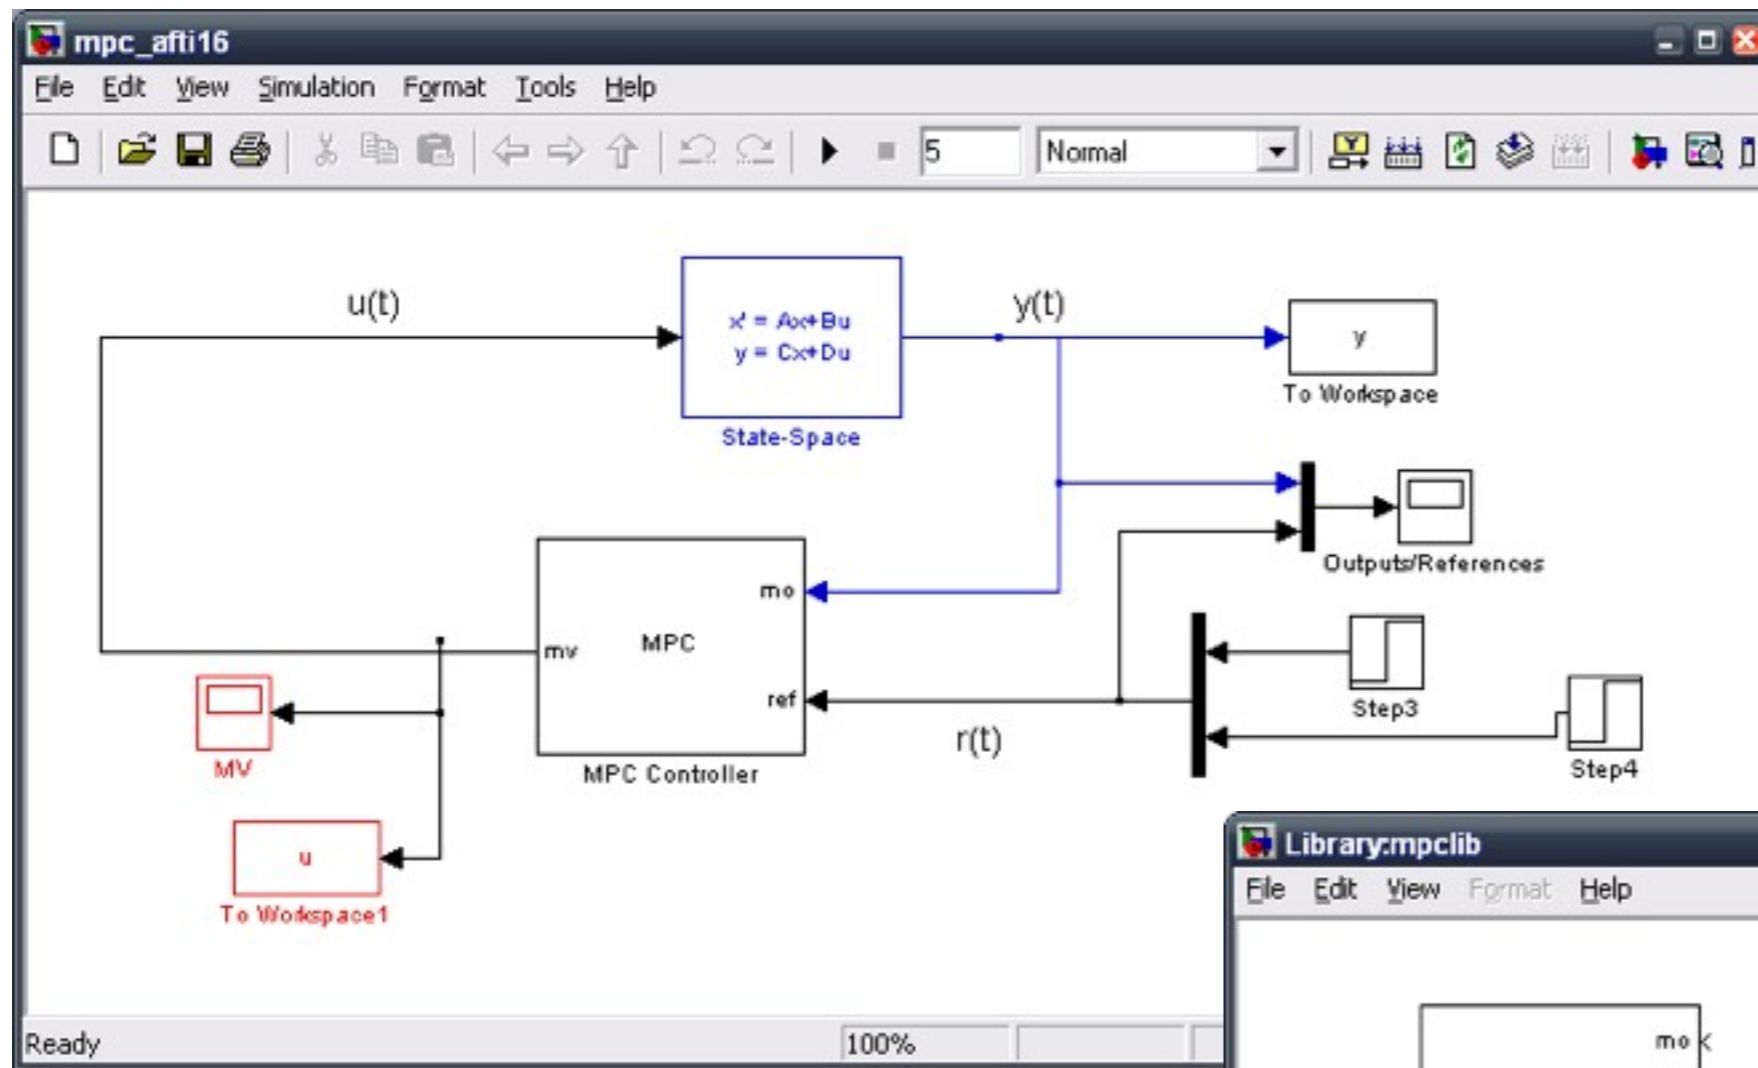 mpc_afti16
File Edit View Simulation Format Tools Help
5 Normal
u(t)
x' = Ax+Bu
y = Cx+Du
State-Space
y(t)
y
To Workspace
Outputs/References
mo
mv
MPC
ref
MPC Controller
r(t)
Step3
Step4
MV
u
To Workspace1
Ready 100%
Library:mpclib
File Edit View Format Help
mo